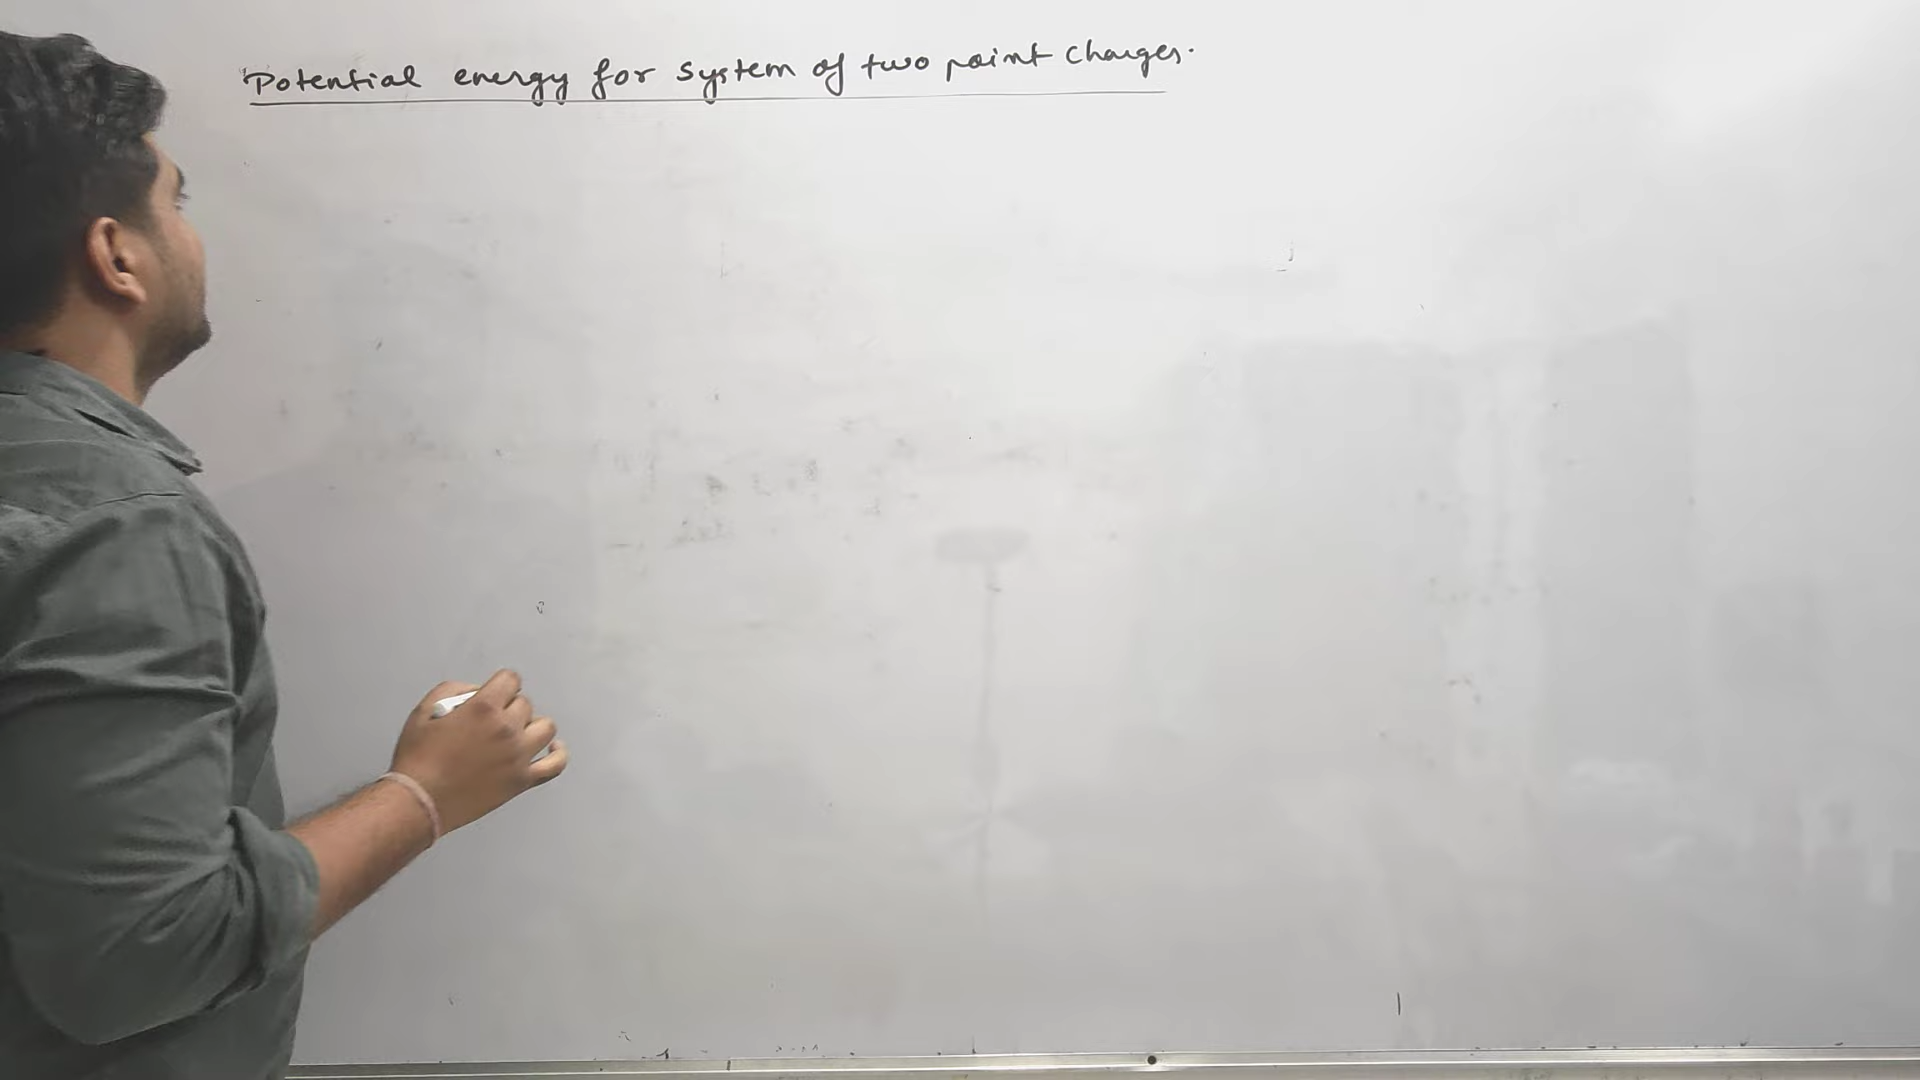 Potential energy for system of two point charges.